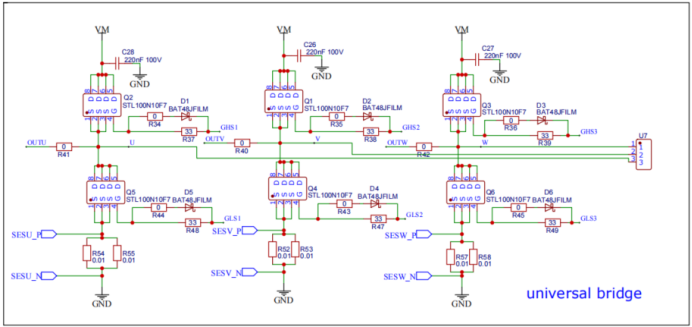 VM
C28
220nF 100V
GND
Q2
STL100N10F7
D1
BAT48JFILM
0
R34
33
R37
GHS1
OUTU
0
R41
U
Q5
STL100N10F7
D5
BAT48JFILM
0
R44
33
R48
GLS1
SESU_P
R54
0.01
R55
0.01
SESU_N
GND
VM
C26
220nF 100V
GND
Q1
STL100N10F7
D2
BAT48JFILM
0
R35
33
R38
GHS2
OUTV
0
R40
V
Q4
STL100N10F7
D4
BAT48JFILM
0
R43
33
R47
GLS2
SESV_P
R52
0.01
R53
0.01
SESV_N
GND
VM
C27
220nF 100V
GND
Q3
STL100N10F7
D3
BAT48JFILM
0
R36
33
R39
GHS3
OUTW
0
R42
W
U7
1
2
3
1
2
3
Q6
STL100N10F7
D6
BAT48JFILM
0
R45
33
R49
GLS3
SESW_P
R57
0.01
R58
0.01
SESW_N
GND
universal bridge